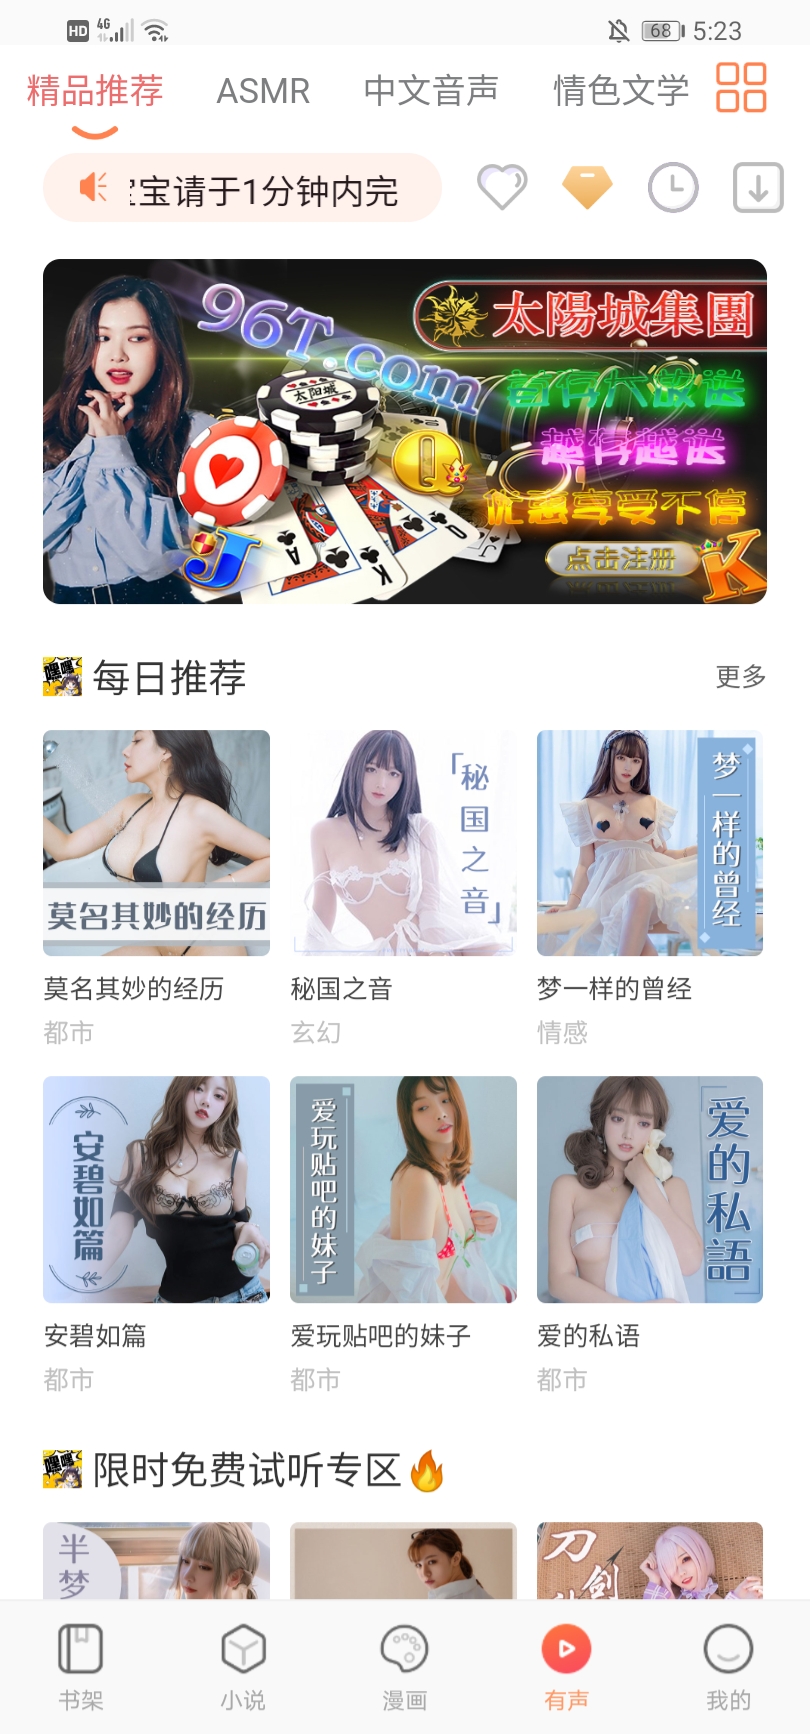 HD 4G 68 5:23
精品推荐 ASMR 中文音声 情色文学
宝请于1分钟内完
96T.com
太陽城集團
太阳城
首存大放送
越存越送
优惠享受不停
点击注册
Q
J
K
A
K
Q
J
嘿嘿
每日推荐 更多
莫名其妙的经历
「秘国之音」
梦一样的曾经
莫名其妙的经历 秘国之音 梦一样的曾经
都市 玄幻 情感
安碧如篇
爱玩贴吧的妹子
爱的私語
安碧如篇 爱玩贴吧的妹子 爱的私语
都市 都市 都市
嘿嘿
限时免费试听专区
半梦
刀剑
书架 小说 漫画 有声 我的